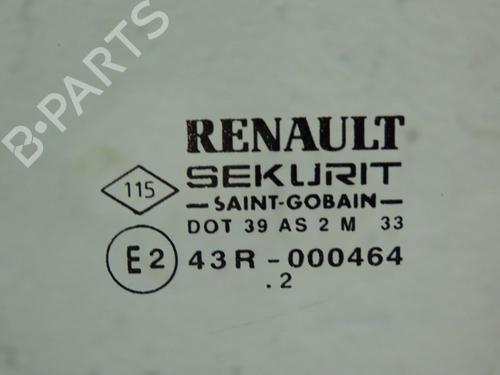 B-PARTS
RENAULT
115
SEKURIT
—SAINT-GOBAIN—
DOT 39 AS 2 M 33
E2
43R-000464
.2